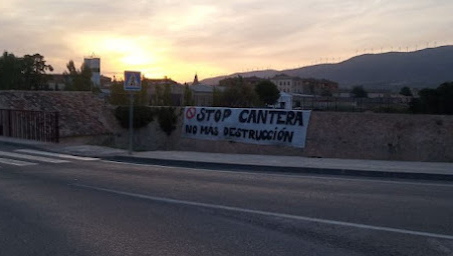 STOP CANTERA
NO MAS DESTRUCCIÓN